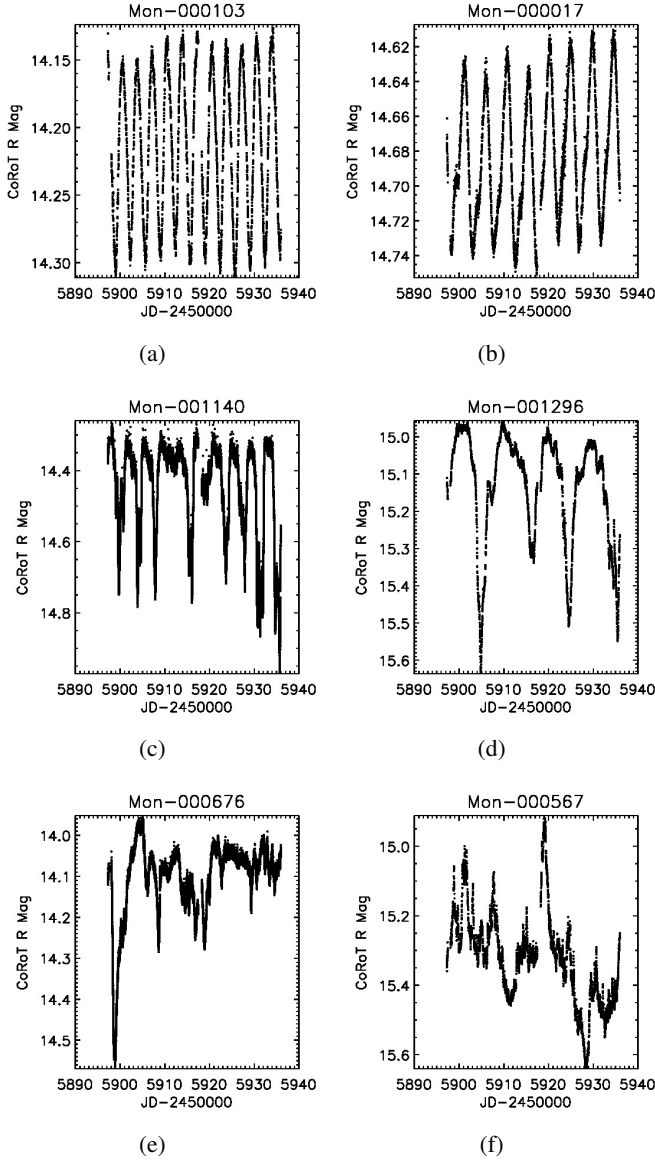 Mon-000103
Mon-000017
CoRoT R Mag
14.15
14.20
14.25
14.30
5890 5900 5910 5920 5930 5940
JD-2450000
CoRoT R Mag
14.62
14.64
14.66
14.68
14.70
14.72
14.74
5890 5900 5910 5920 5930 5940
JD-2450000
(a)
(b)
Mon-001140
Mon-001296
CoRoT R Mag
14.4
14.6
14.8
5890 5900 5910 5920 5930 5940
JD-2450000
CoRoT R Mag
15.0
15.1
15.2
15.3
15.4
15.5
15.6
5890 5900 5910 5920 5930 5940
JD-2450000
(c)
(d)
Mon-000676
Mon-000567
CoRoT R Mag
14.0
14.1
14.2
14.3
14.4
14.5
5890 5900 5910 5920 5930 5940
JD-2450000
CoRoT R Mag
15.0
15.2
15.4
15.6
5890 5900 5910 5920 5930 5940
JD-2450000
(e)
(f)